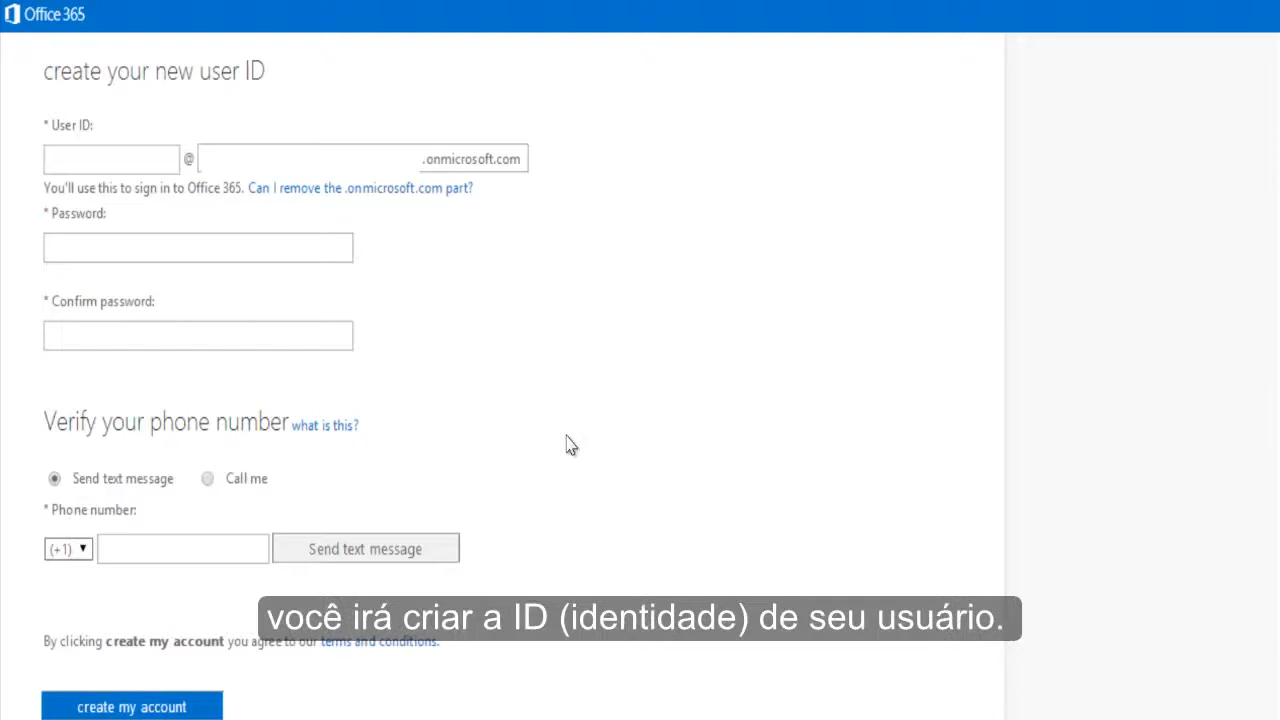 Office 365
create your new user ID
* User ID:
@ .onmicrosoft.com
You'll use this to sign in to Office 365. Can I remove the .onmicrosoft.com part?
* Password:
* Confirm password:
Verify your phone number what is this?
Send text message Call me
* Phone number:
(+1) Send text message
você irá criar a ID (identidade) de seu usuário.
By clicking create my account you agree to our terms and conditions.
create my account